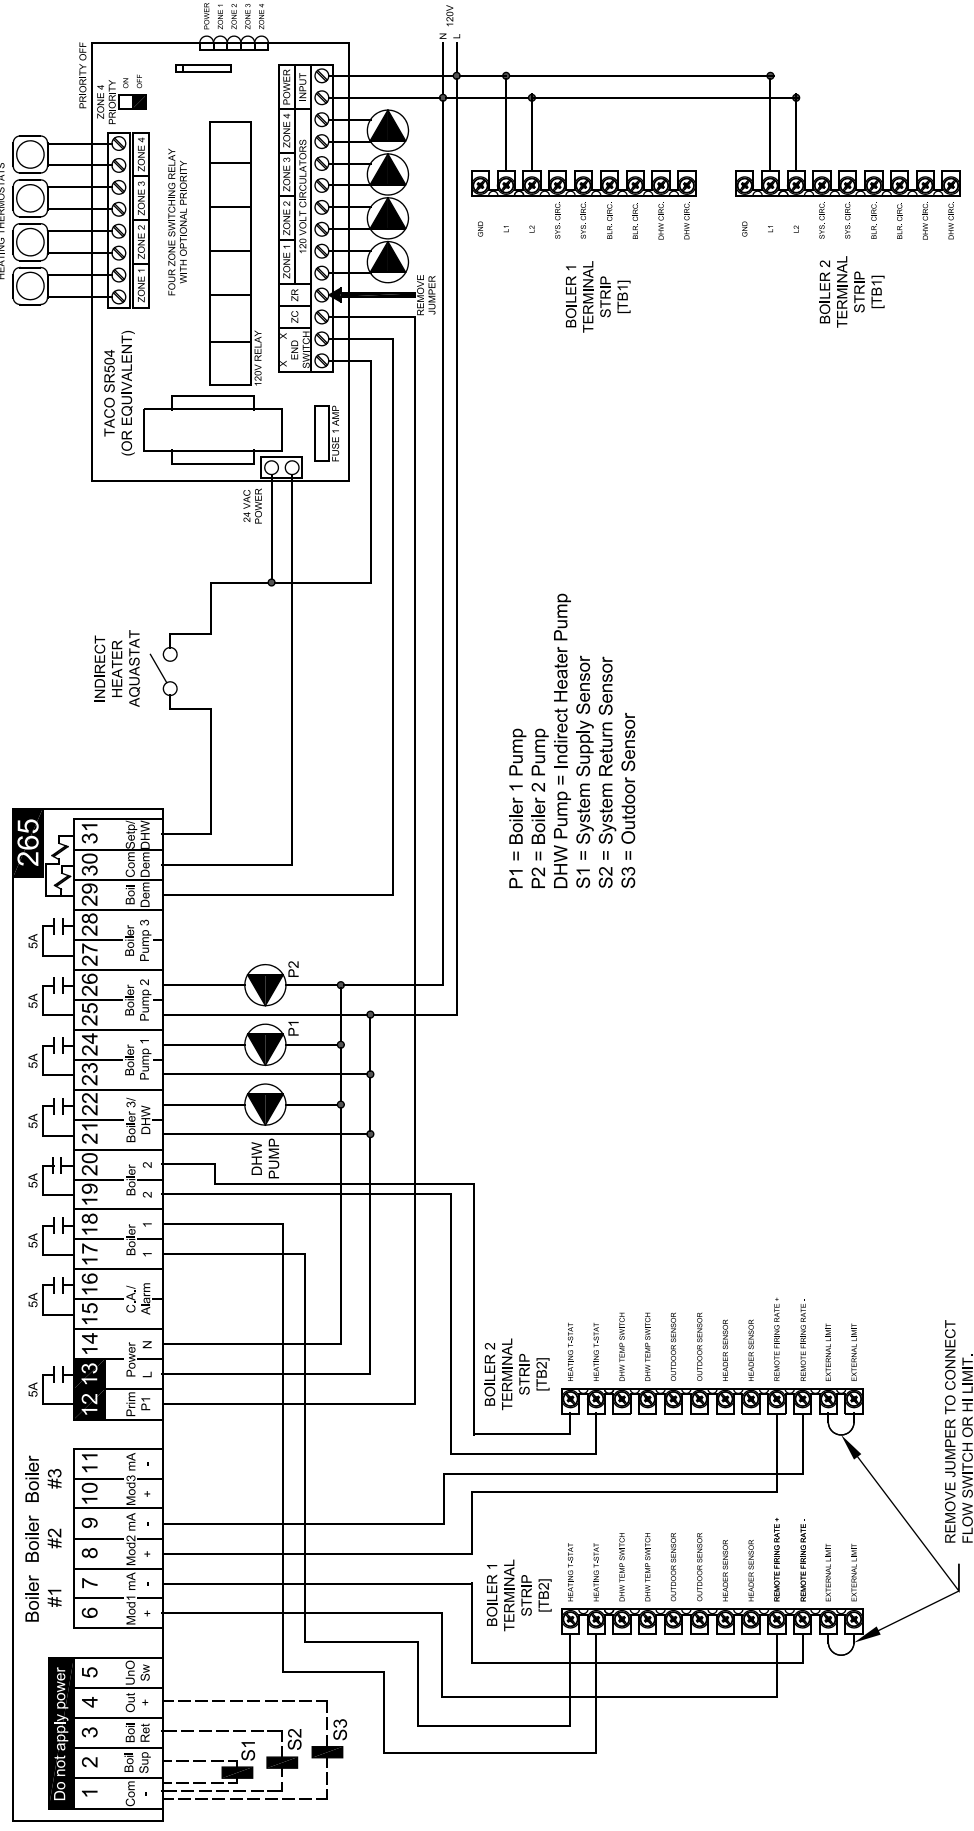 265
Do not apply power
1
2
3
4
5
Com
-
Boil
Sup
Boil
Ret
Out
+
UnO
Sw
Boiler
#1
Boiler
#2
Boiler
#3
6
7
8
9
10
11
Mod1 mA
+ -
Mod2 mA
+ -
Mod3 mA
+ -
12
13
14
15
16
17
18
19
20
21
22
23
24
25
26
27
28
29
30
31
Prim
P1
Power
L N
C.A./
Alarm
Boiler
1 1
Boiler
2 2
Boiler 3/
DHW
Boiler
Pump 1
Boiler
Pump 2
Boiler
Pump 3
Boil
Dem
Com
Dem
Setp/
DHW
5A
5A
5A
5A
5A
5A
5A
5A
S1
S2
S3
DHW
PUMP
P1
P2
INDIRECT
HEATER
AQUASTAT
24 VAC
POWER
HEATING THERMOSTATS
TACO SR504
(OR EQUIVALENT)
PRIORITY OFF
ZONE 4
PRIORITY
ON
OFF
POWER
ZONE 1
ZONE 2
ZONE 3
ZONE 4
ZONE 1
ZONE 2
ZONE 3
ZONE 4
FOUR ZONE SWITCHING RELAY
WITH OPTIONAL PRIORITY
120V RELAY
FUSE 1 AMP
X X
END
SWITCH
ZC
ZR
ZONE 1
ZONE 2
ZONE 3
ZONE 4
120 VOLT CIRCULATORS
POWER
INPUT
REMOVE
JUMPER
120V
N L
P1 = Boiler 1 Pump
P2 = Boiler 2 Pump
DHW Pump = Indirect Heater Pump
S1 = System Supply Sensor
S2 = System Return Sensor
S3 = Outdoor Sensor
BOILER 1
TERMINAL
STRIP
[TB1]
GND
L1
L2
SYS. CIRC.
SYS. CIRC.
BLR. CIRC.
BLR. CIRC.
DHW CIRC.
DHW CIRC.
BOILER 2
TERMINAL
STRIP
[TB1]
GND
L1
L2
SYS. CIRC.
SYS. CIRC.
BLR. CIRC.
BLR. CIRC.
DHW CIRC.
DHW CIRC.
BOILER 1
TERMINAL
STRIP
[TB2]
HEATING T-STAT
HEATING T-STAT
DHW TEMP SWITCH
DHW TEMP SWITCH
OUTDOOR SENSOR
OUTDOOR SENSOR
HEADER SENSOR
HEADER SENSOR
REMOTE FIRING RATE +
REMOTE FIRING RATE -
EXTERNAL LIMIT
EXTERNAL LIMIT
BOILER 2
TERMINAL
STRIP
[TB2]
HEATING T-STAT
HEATING T-STAT
DHW TEMP SWITCH
DHW TEMP SWITCH
OUTDOOR SENSOR
OUTDOOR SENSOR
HEADER SENSOR
HEADER SENSOR
REMOTE FIRING RATE +
REMOTE FIRING RATE -
EXTERNAL LIMIT
EXTERNAL LIMIT
REMOVE JUMPER TO CONNECT
FLOW SWITCH OR HI LIMIT.